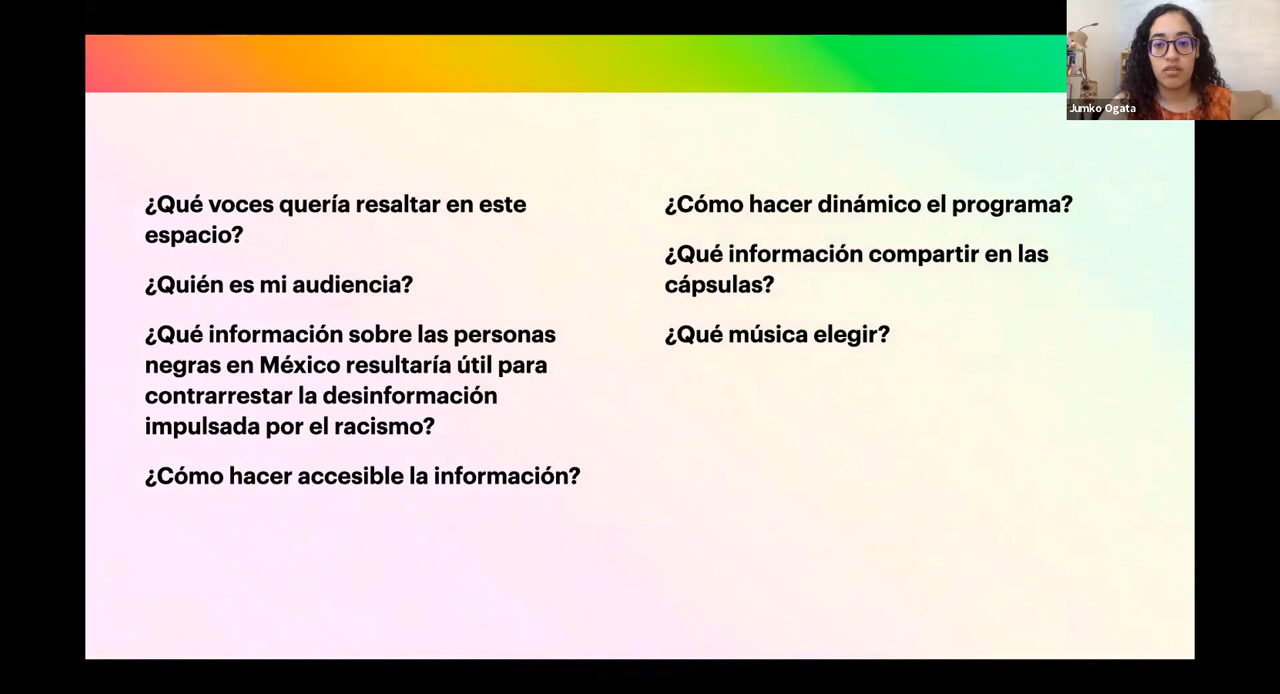 ¿Qué voces quería resaltar en este
espacio?
¿Quién es mi audiencia?
¿Qué información sobre las personas
negras en México resultaría útil para
contrarrestar la desinformación
impulsada por el racismo?
¿Cómo hacer accesible la información?
¿Cómo hacer dinámico el programa?
¿Qué información compartir en las
cápsulas?
¿Qué música elegir?
Jumko Ogata